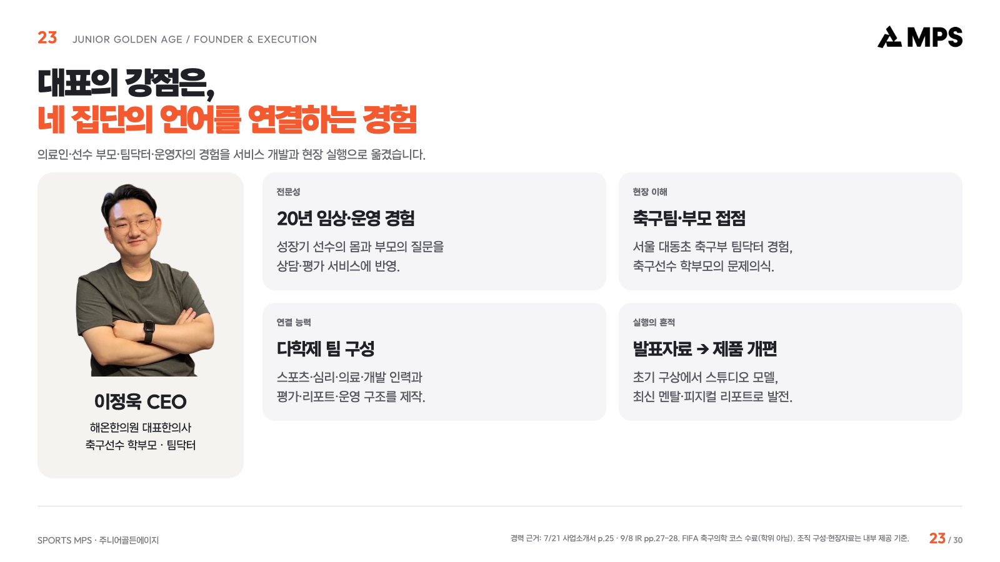 23 JUNIOR GOLDEN AGE / FOUNDER & EXECUTION
MPS
대표의 강점은,
네 집단의 언어를 연결하는 경험
의료인·선수 부모·팀닥터·운영자의 경험을 서비스 개발과 현장 실행으로 옮겼습니다.
이정욱 CEO
해온한의원 대표한의사
축구선수 학부모 · 팀닥터
전문성
20년 임상·운영 경험
성장기 선수의 몸과 부모의 질문을
상담·평가 서비스에 반영.
현장 이해
축구팀·부모 접점
서울 대동초 축구부 팀닥터 경험,
축구선수 학부모의 문제의식.
연결 능력
다학제 팀 구성
스포츠·심리·의료·개발 인력과
평가·리포트·운영 구조를 제작.
실행의 흔적
발표자료 → 제품 개편
초기 구상에서 스튜디오 모델,
최신 멘탈·피지컬 리포트로 발전.
SPORTS MPS · 주니어골든에이지
경력 근거: 7/21 사업소개서 p.25 · 9/8 IR pp.27–28. FIFA 축구의학 코스 수료(학위 아님). 조직 구성·현장자료는 내부 제공 기준.
23 / 30